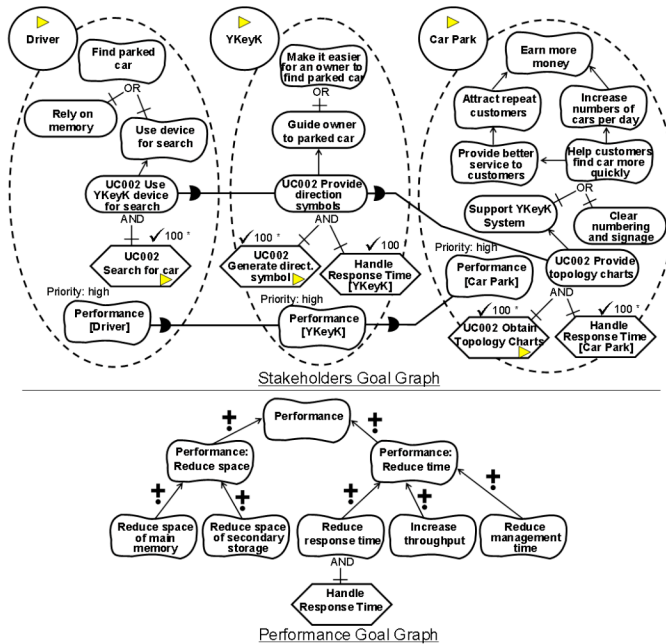 Driver
Find parked
car
OR
Rely on
memory
Use device
for search
UC002 Use
YKeyK device
for search
AND
100 *
UC002
Search for car
Priority: high
Performance
[Driver]
YKeyK
Make it easier
for an owner to
find parked car
OR
Guide owner
to parked car
UC002 Provide
direction
symbols
AND
100 *
100
UC002
Generate direct.
symbol
Handle
Response Time
[YKeyK]
Priority: high
Performance
[YKeyK]
Car Park
Earn more
money
Attract repeat
customers
Increase
numbers of
cars per day
Provide better
service to
customers
Help customers
find car more
quickly
OR
Support YKeyK
System
Clear
numbering
and signage
Priority: high
UC002 Provide
topology charts
Performance
[Car Park]
AND
100 *
100 *
UC002 Obtain
Topology Charts
Handle
Response Time
[Car Park]
Stakeholders Goal Graph
Performance
Performance:
Reduce space
Performance:
Reduce time
Reduce space
of main
memory
Reduce space
of secondary
storage
Reduce
response time
Increase
throughput
Reduce
management
time
AND
Handle
Response Time
Performance Goal Graph